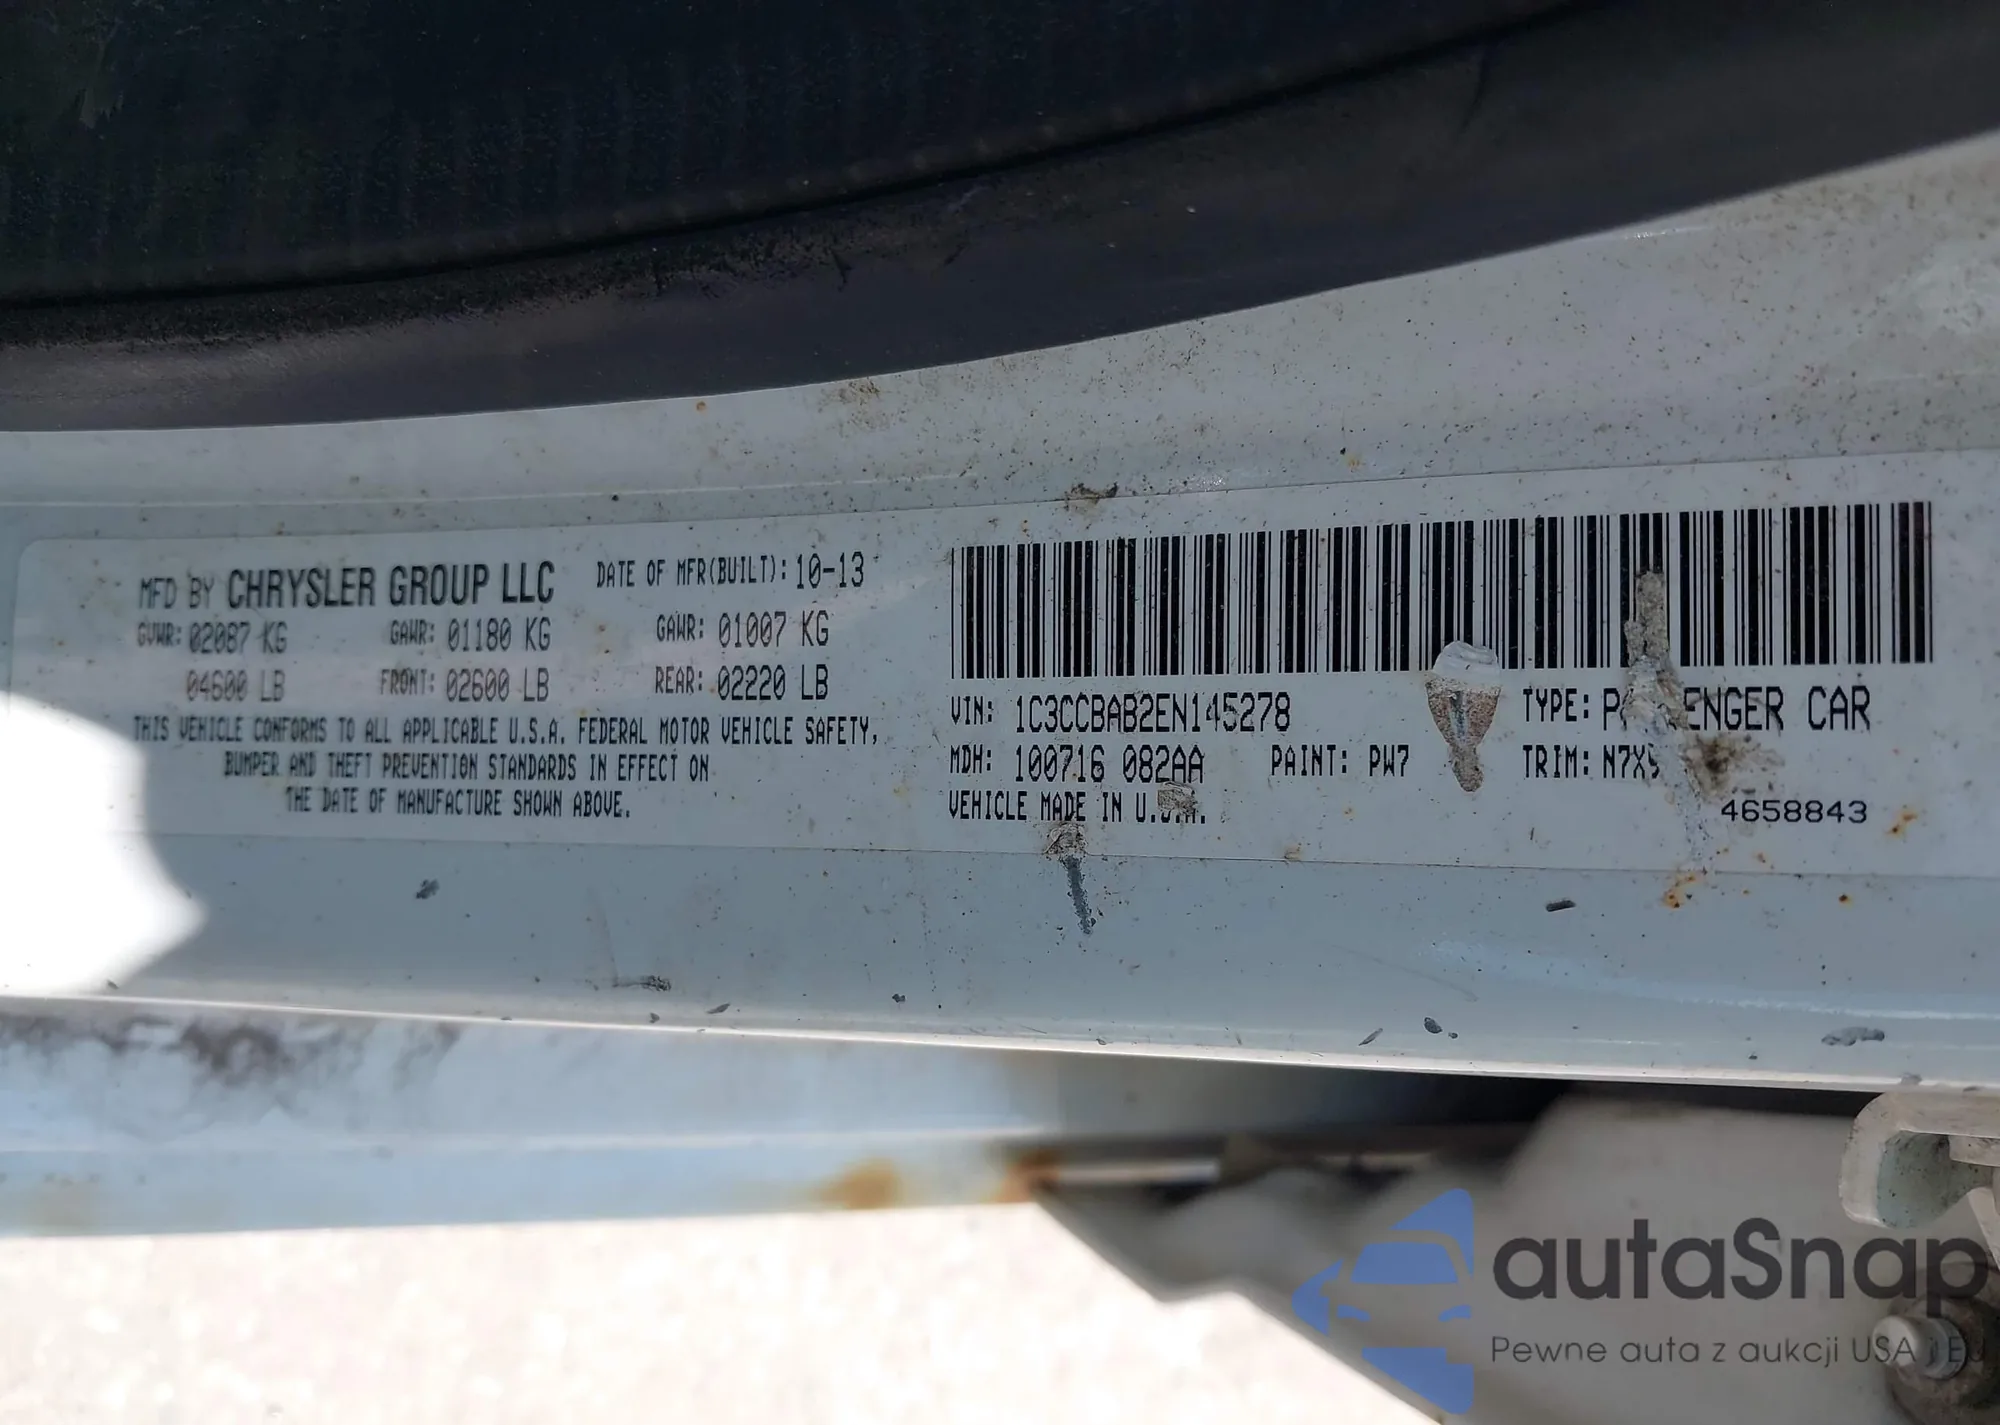 MFD BY CHRYSLER GROUP LLC DATE OF MFR(BUILT): 10-13
GVWR: 02087 KG GAWR: 01180 KG GAWR: 01007 KG
04600 LB FRONT: 02600 LB REAR: 02220 LB
THIS VEHICLE CONFORMS TO ALL APPLICABLE U.S.A. FEDERAL MOTOR VEHICLE SAFETY,
BUMPER AND THEFT PREVENTION STANDARDS IN EFFECT ON
THE DATE OF MANUFACTURE SHOWN ABOVE.
VIN: 1C3CCBAB2EN145278 TYPE: PASSENGER CAR
MDH: 100716 082AA PAINT: PW7 TRIM:
VEHICLE MADE IN U.S.A.
4658843
autaSnap
Pewne auta z aukcji USA i EU